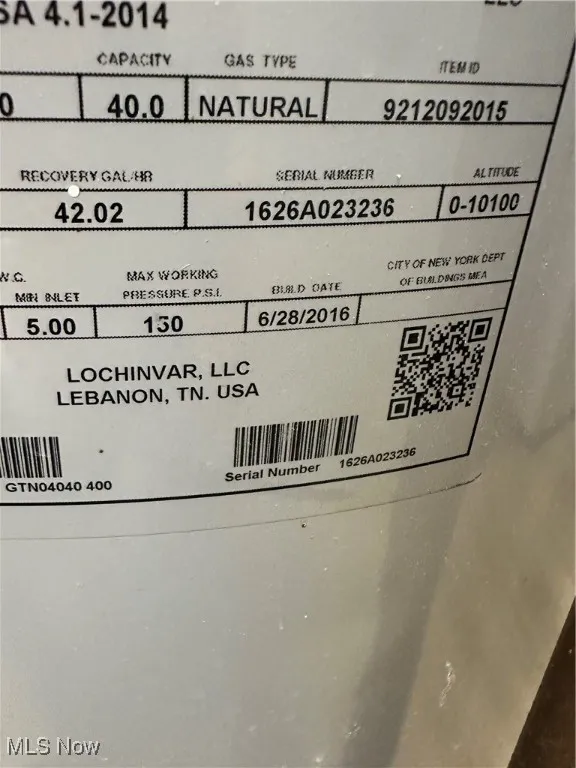 SA 4.1-2014
CAPACITY GAS TYPE ITEM ID
0 40.0 NATURAL 9212092015
RECOVERY GAL/HR SERIAL NUMBER ALTITUDE
42.02 1626A023236 0-10100
W.C. MAX WORKING CITY OF NEW YORK DEPT
MIN INLET PRESSURE P.S.I. BUILD DATE OF BUILDINGS MEA
5.00 150 6/28/2016
LOCHINVAR, LLC
LEBANON, TN. USA
GTN04040 400 Serial Number 1626A023236
MLS Now